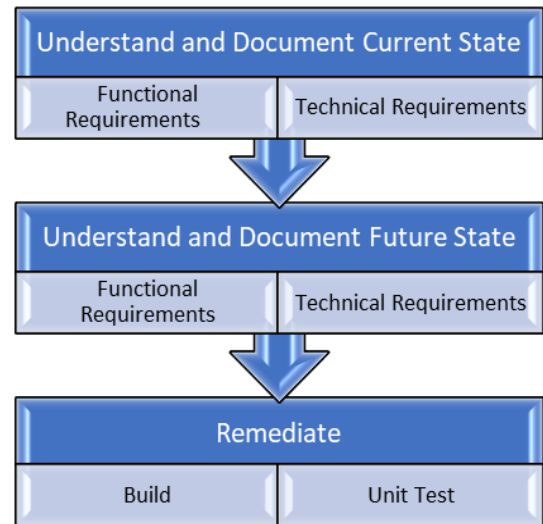 Understand and Document Current State
Functional
Requirements
Technical Requirements
Understand and Document Future State
Functional
Requirements
Technical Requirements
Remediate
Build
Unit Test